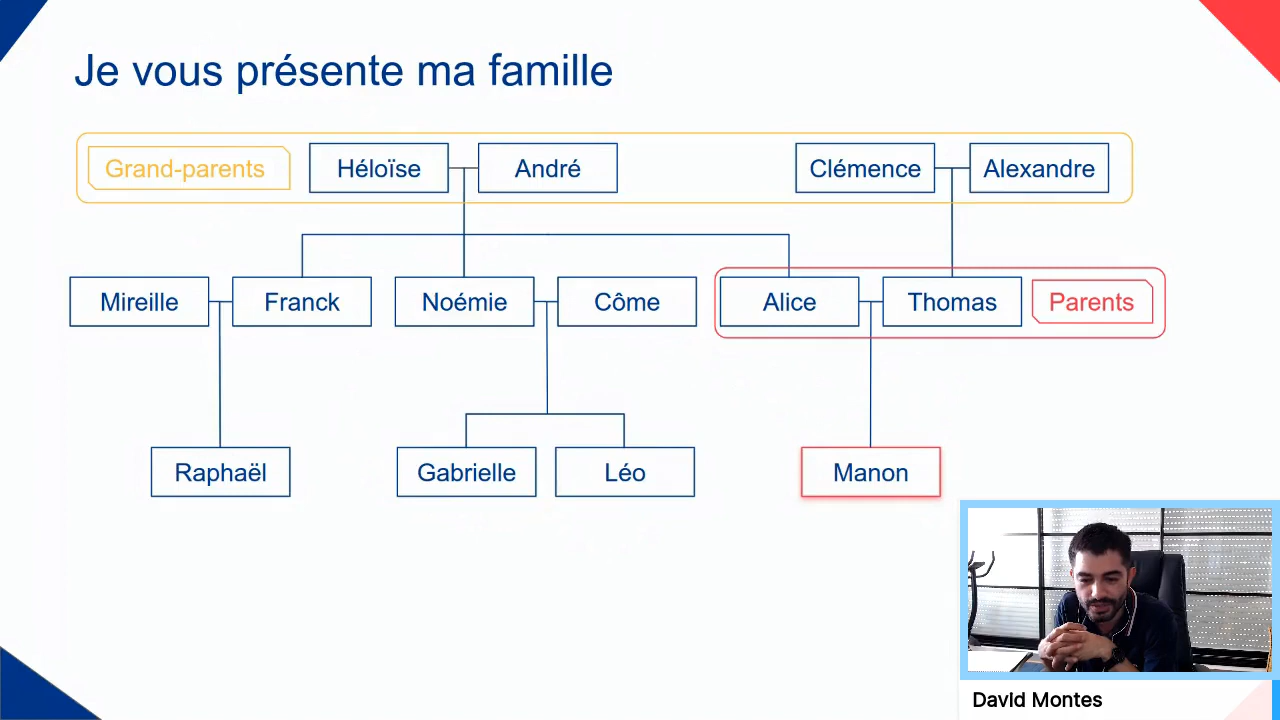 Je vous présente ma famille
Grand-parents
Héloïse
André
Clémence
Alexandre
Mireille
Franck
Noémie
Côme
Alice
Thomas
Parents
Raphaël
Gabrielle
Léo
Manon
DavId Montes